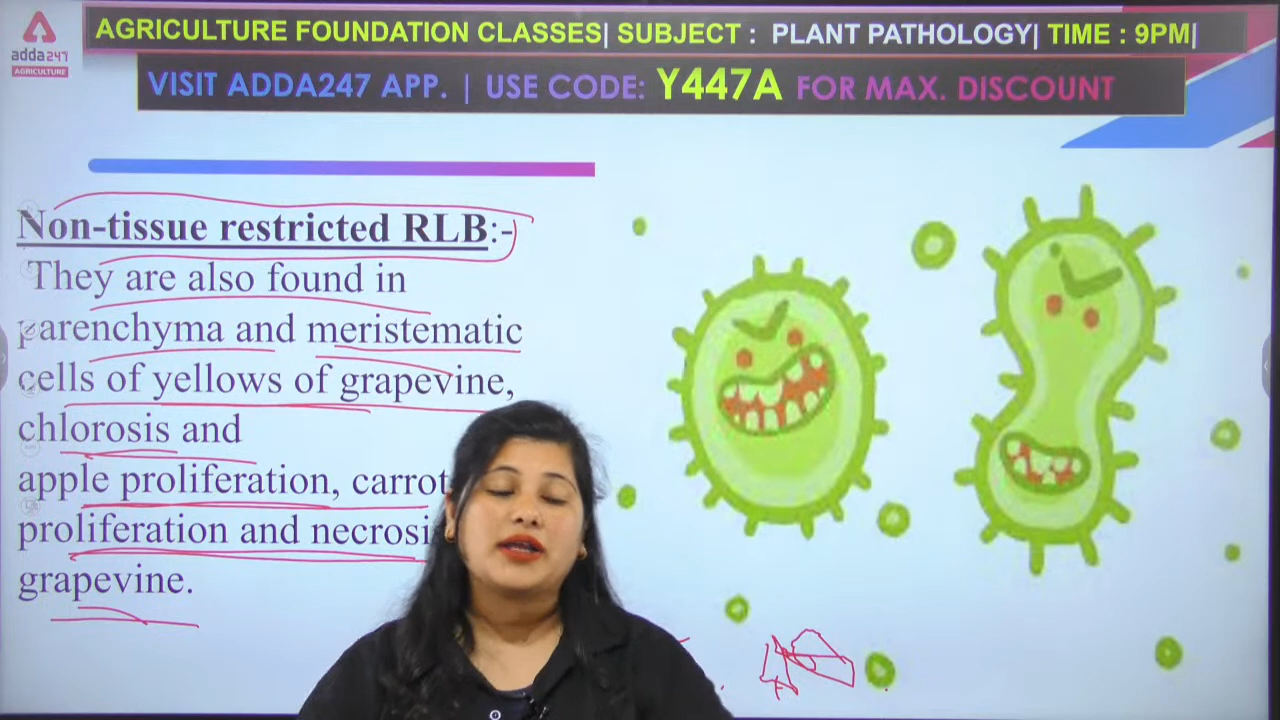 adda247
AGRICULTURE
AGRICULTURE FOUNDATION CLASSES| SUBJECT : PLANT PATHOLOGY| TIME : 9PM|
VISIT ADDA247 APP. | USE CODE: Y447A FOR MAX. DISCOUNT
Non-tissue restricted RLB:-
They are also found in
parenchyma and meristematic
cells of yellows of grapevine,
chlorosis and
apple proliferation, carrot
proliferation and necrosi
grapevine.